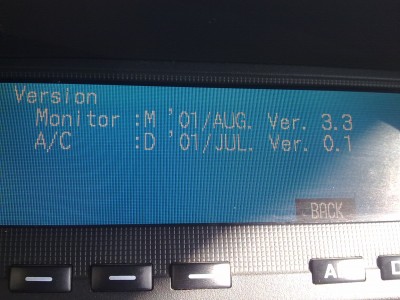 Version
Monitor :M '01/AUG. Ver. 3.3
A/C :D '01/JUL. Ver. 0.1
BACK